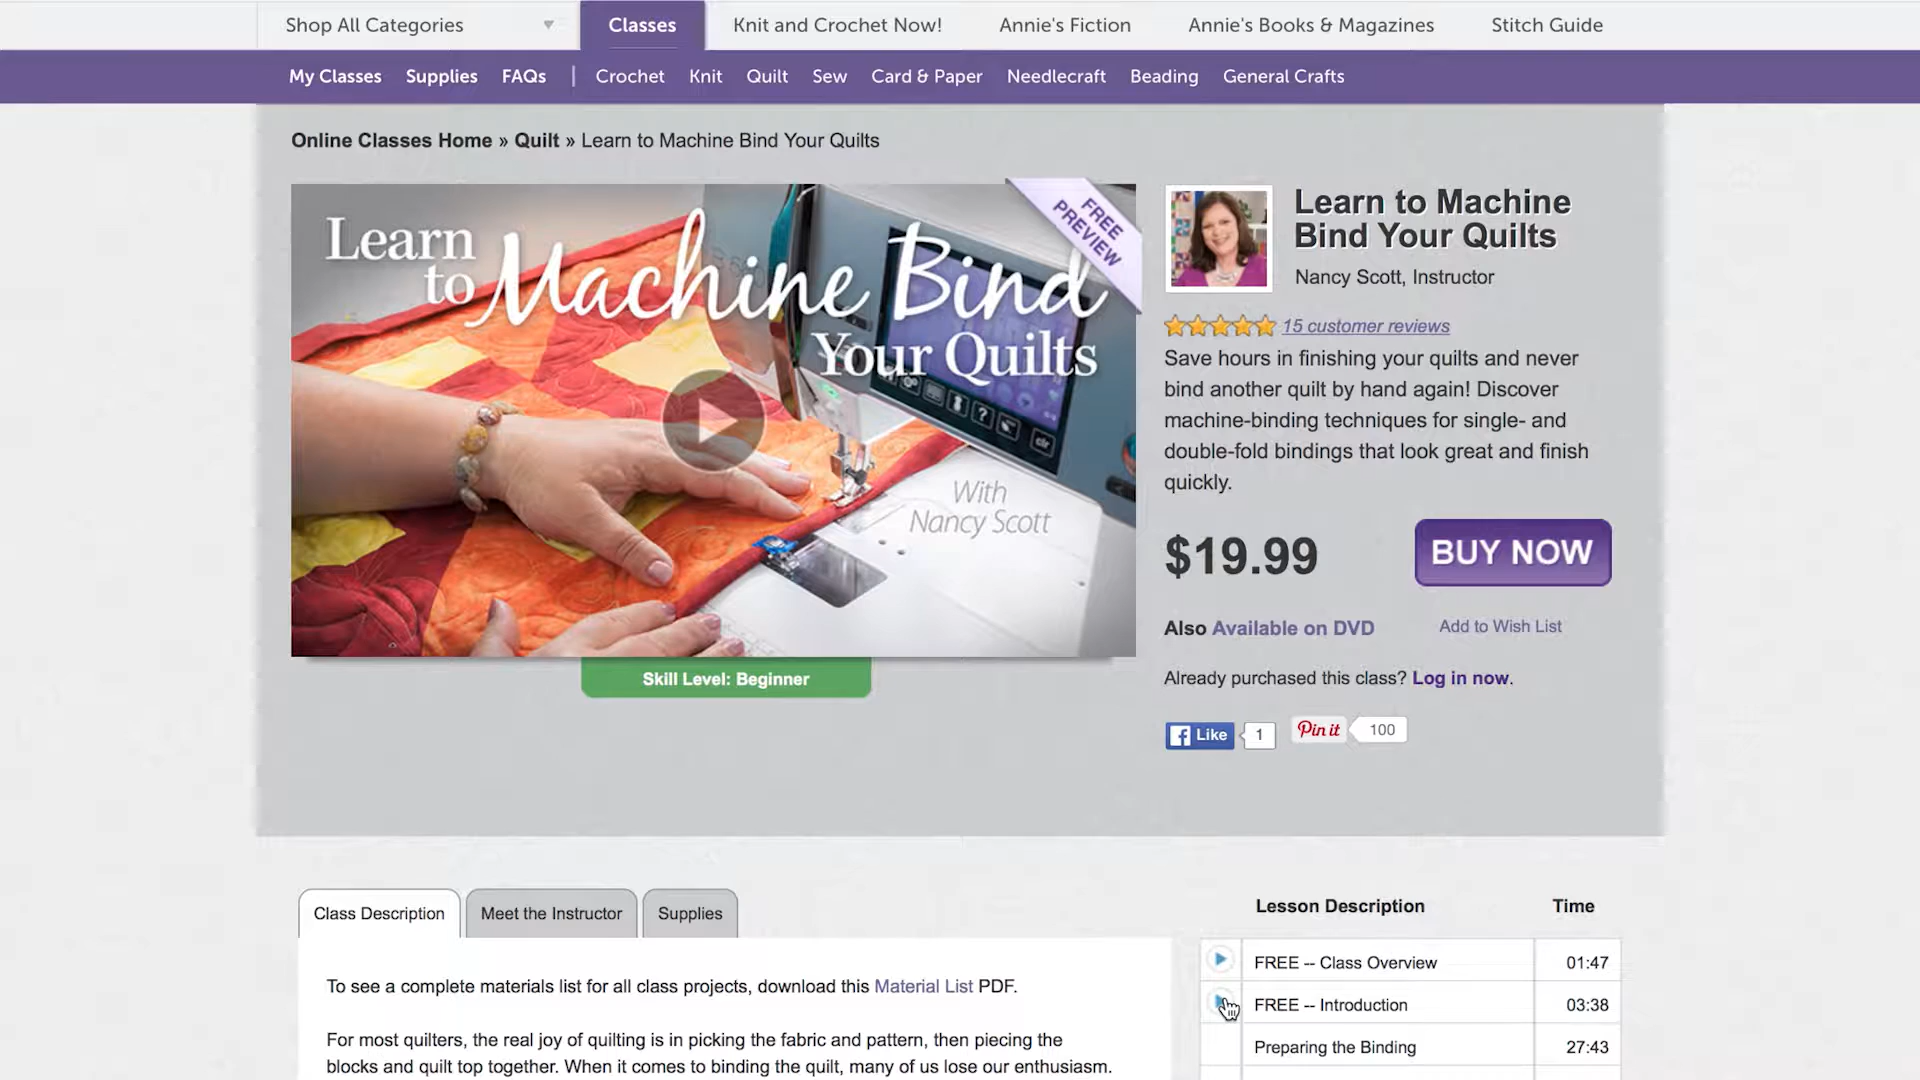 Shop All Categories
Classes
Knit and Crochet Now!
Annie's Fiction
Annie's Books & Magazines
Stitch Guide
My Classes
Supplies
FAQs
|
Crochet
Knit
Quilt
Sew
Card & Paper
Needlecraft
Beading
General Crafts
Online Classes Home » Quilt » Learn to Machine Bind Your Quilts
Learn
to Machine Bind
Your Quilts
With
Nancy Scott
FREE
PREVIEW
Skill Level: Beginner
Learn to Machine
Bind Your Quilts
Nancy Scott, Instructor
15 customer reviews
Save hours in finishing your quilts and never
bind another quilt by hand again! Discover
machine-binding techniques for single- and
double-fold bindings that look great and finish
quickly.
$19.99
BUY NOW
Also Available on DVD
Add to Wish List
Already purchased this class? Log in now.
Like
1
Pin it
100
Class Description
Meet the Instructor
Supplies
To see a complete materials list for all class projects, download this Material List PDF.
For most quilters, the real joy of quilting is in picking the fabric and pattern, then piecing the
blocks and quilt top together. When it comes to binding the quilt, many of us lose our enthusiasm.
Lesson Description Time
FREE -- Class Overview 01:47
FREE -- Introduction 03:38
Preparing the Binding 27:43